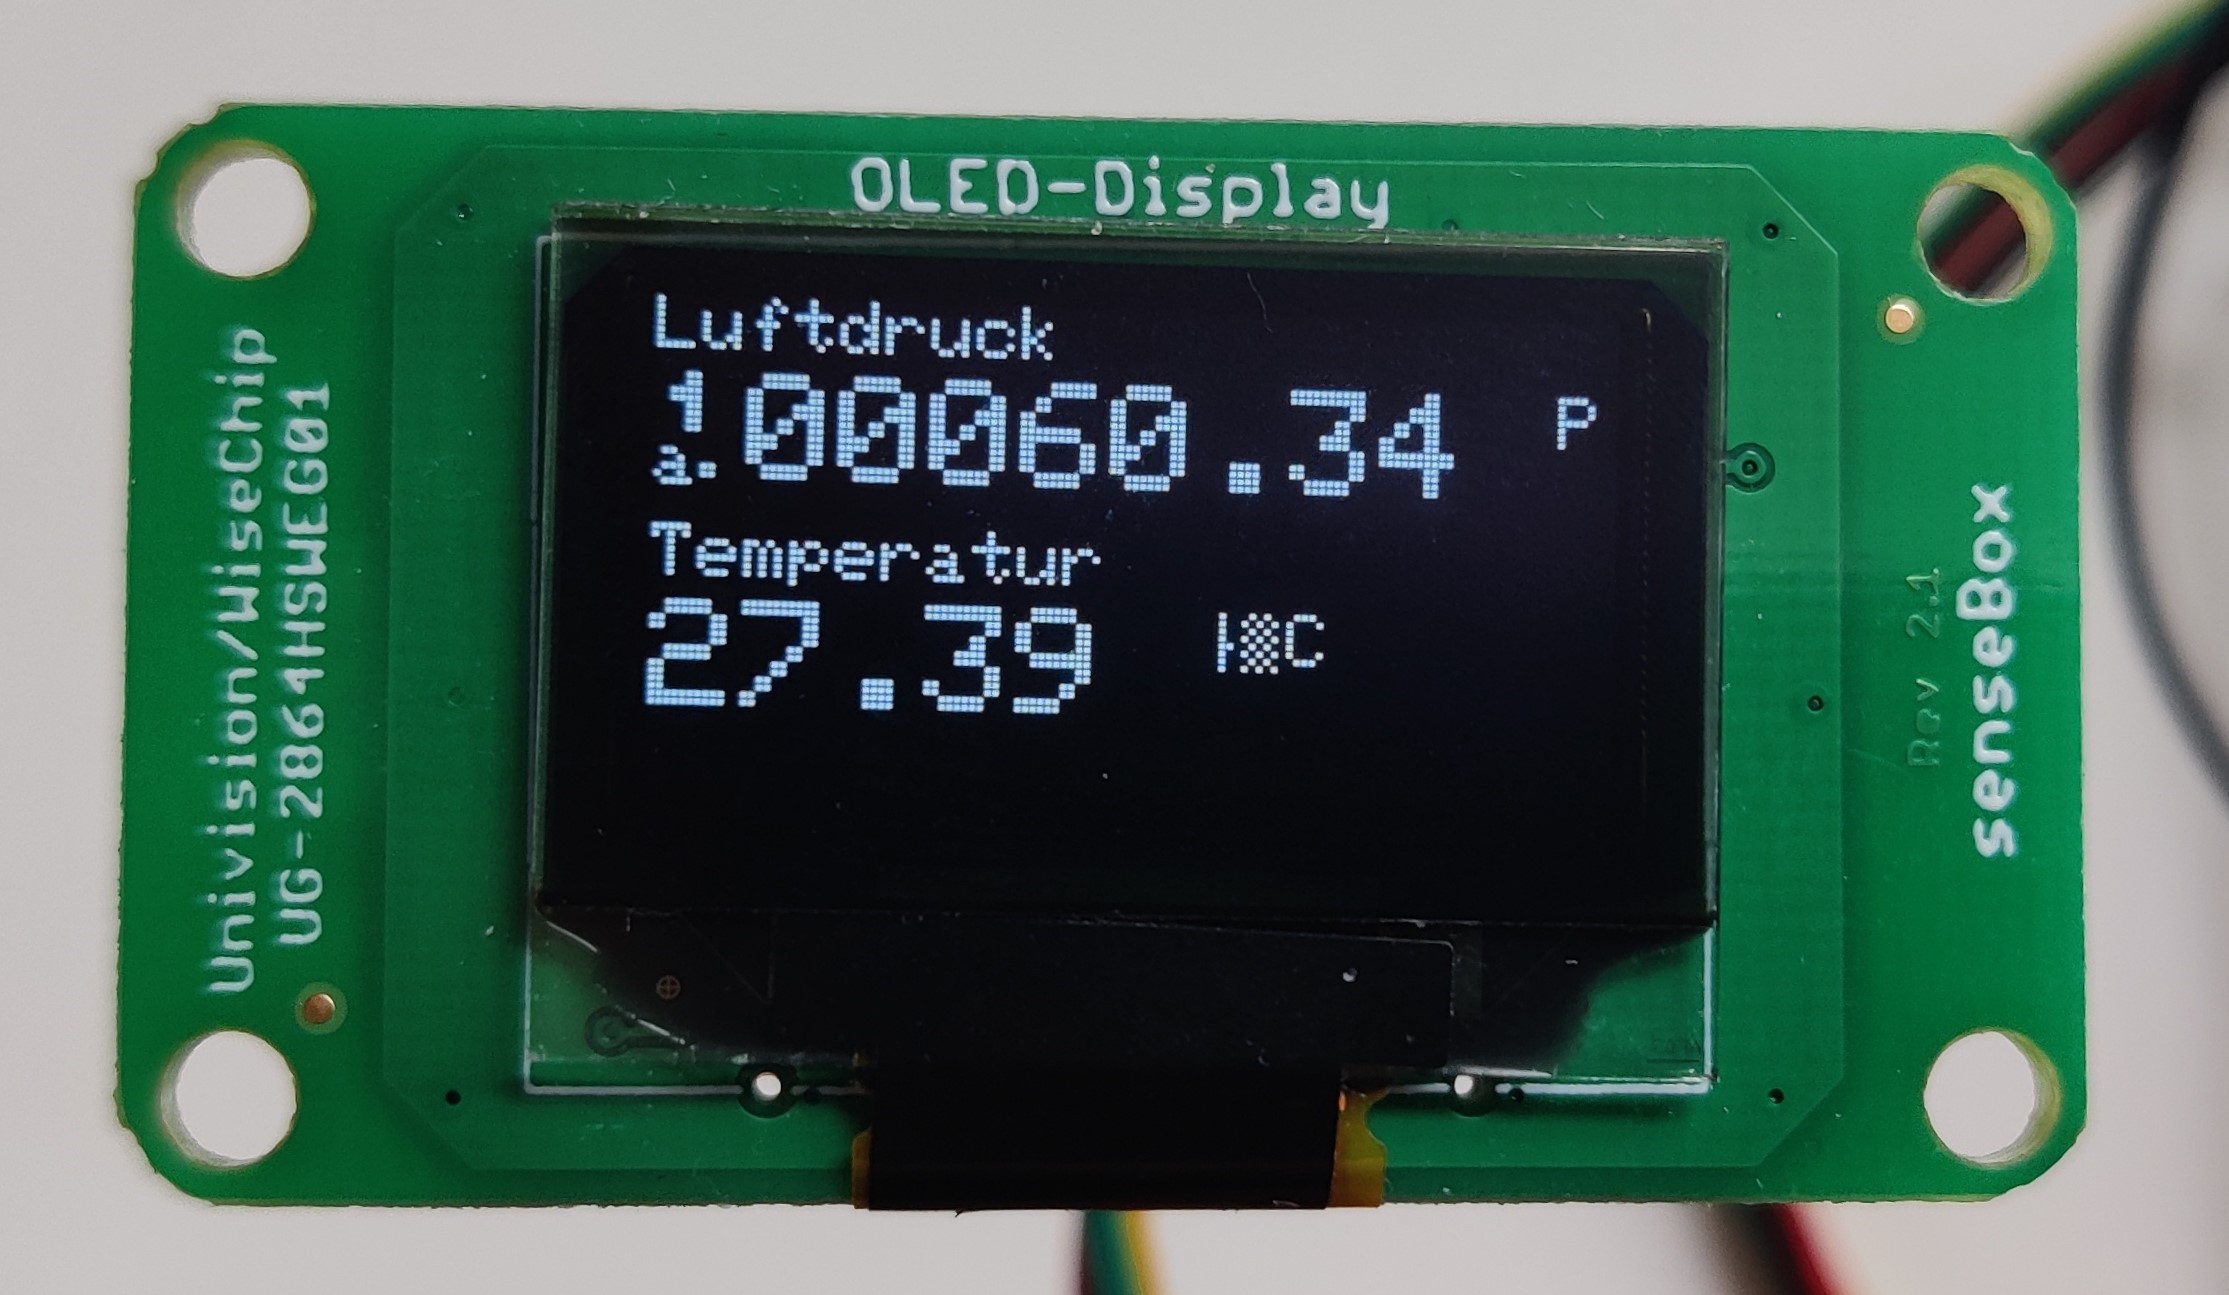 OLED-Display
Luftdruck
100060.34 P
a.
Temperatur
27.39 °C
Univision/WiseChip
UG-2864HSWEG01
Rev 2.1
senseBox